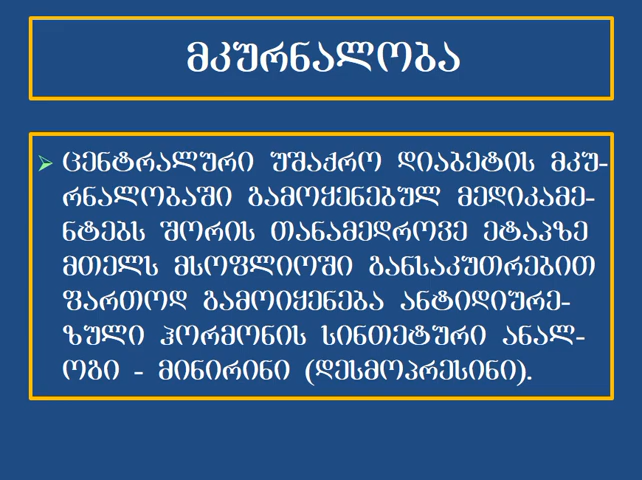 მკურნალობა
ცენტრალური უშაქრო დიაბეტის მკუ-
რნალობაში გამოყენებულ მედიკამე-
ნტებს შორის თანამედროვე ეტაპზე
მთელს მსოფლიოში განსაკუთრებით
ფართოდ გამოიყენება ანტიდიურე-
ზული ჰორმონის სინთეტური ანალ-
ოგი - მინირინი (დესმოპრესინი).